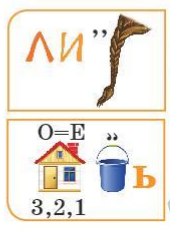 ЛИ ”
О=Е
” Ь
3,2,1